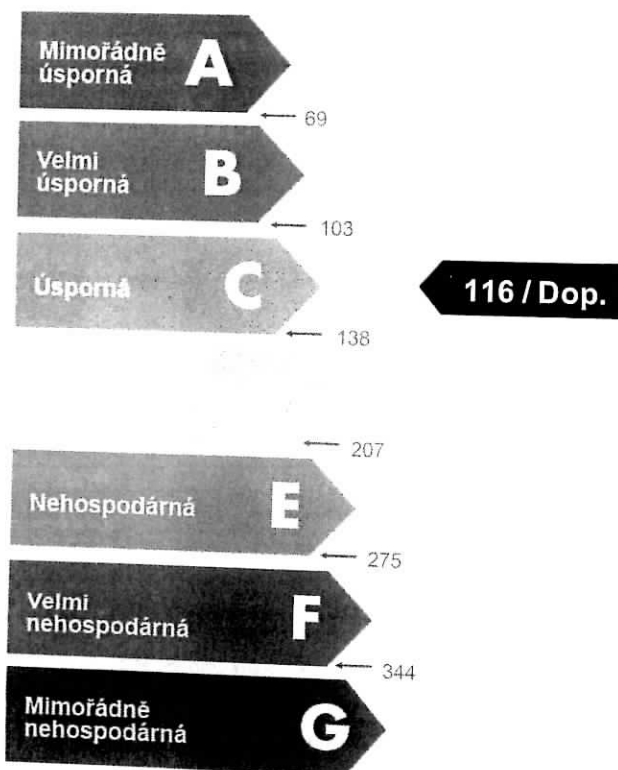 Mimořádně
úsporná
A
69
Velmi
úsporná
B
103
Úsporná
C
116 / Dop.
138
207
Nehospodárná
E
275
Velmi
nehospodárná
F
344
Mimořádně
nehospodárná
G